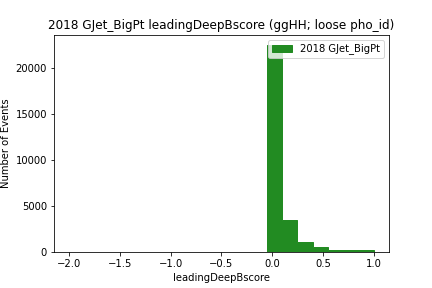 2018 GJet_BigPt leadingDeepBscore (ggHH; loose pho_id)
2018 GJet_BigPt
Number of Events
20000
15000
10000
5000
0
−2.0 −1.5 −1.0 −0.5 0.0 0.5 1.0
leadingDeepBscore